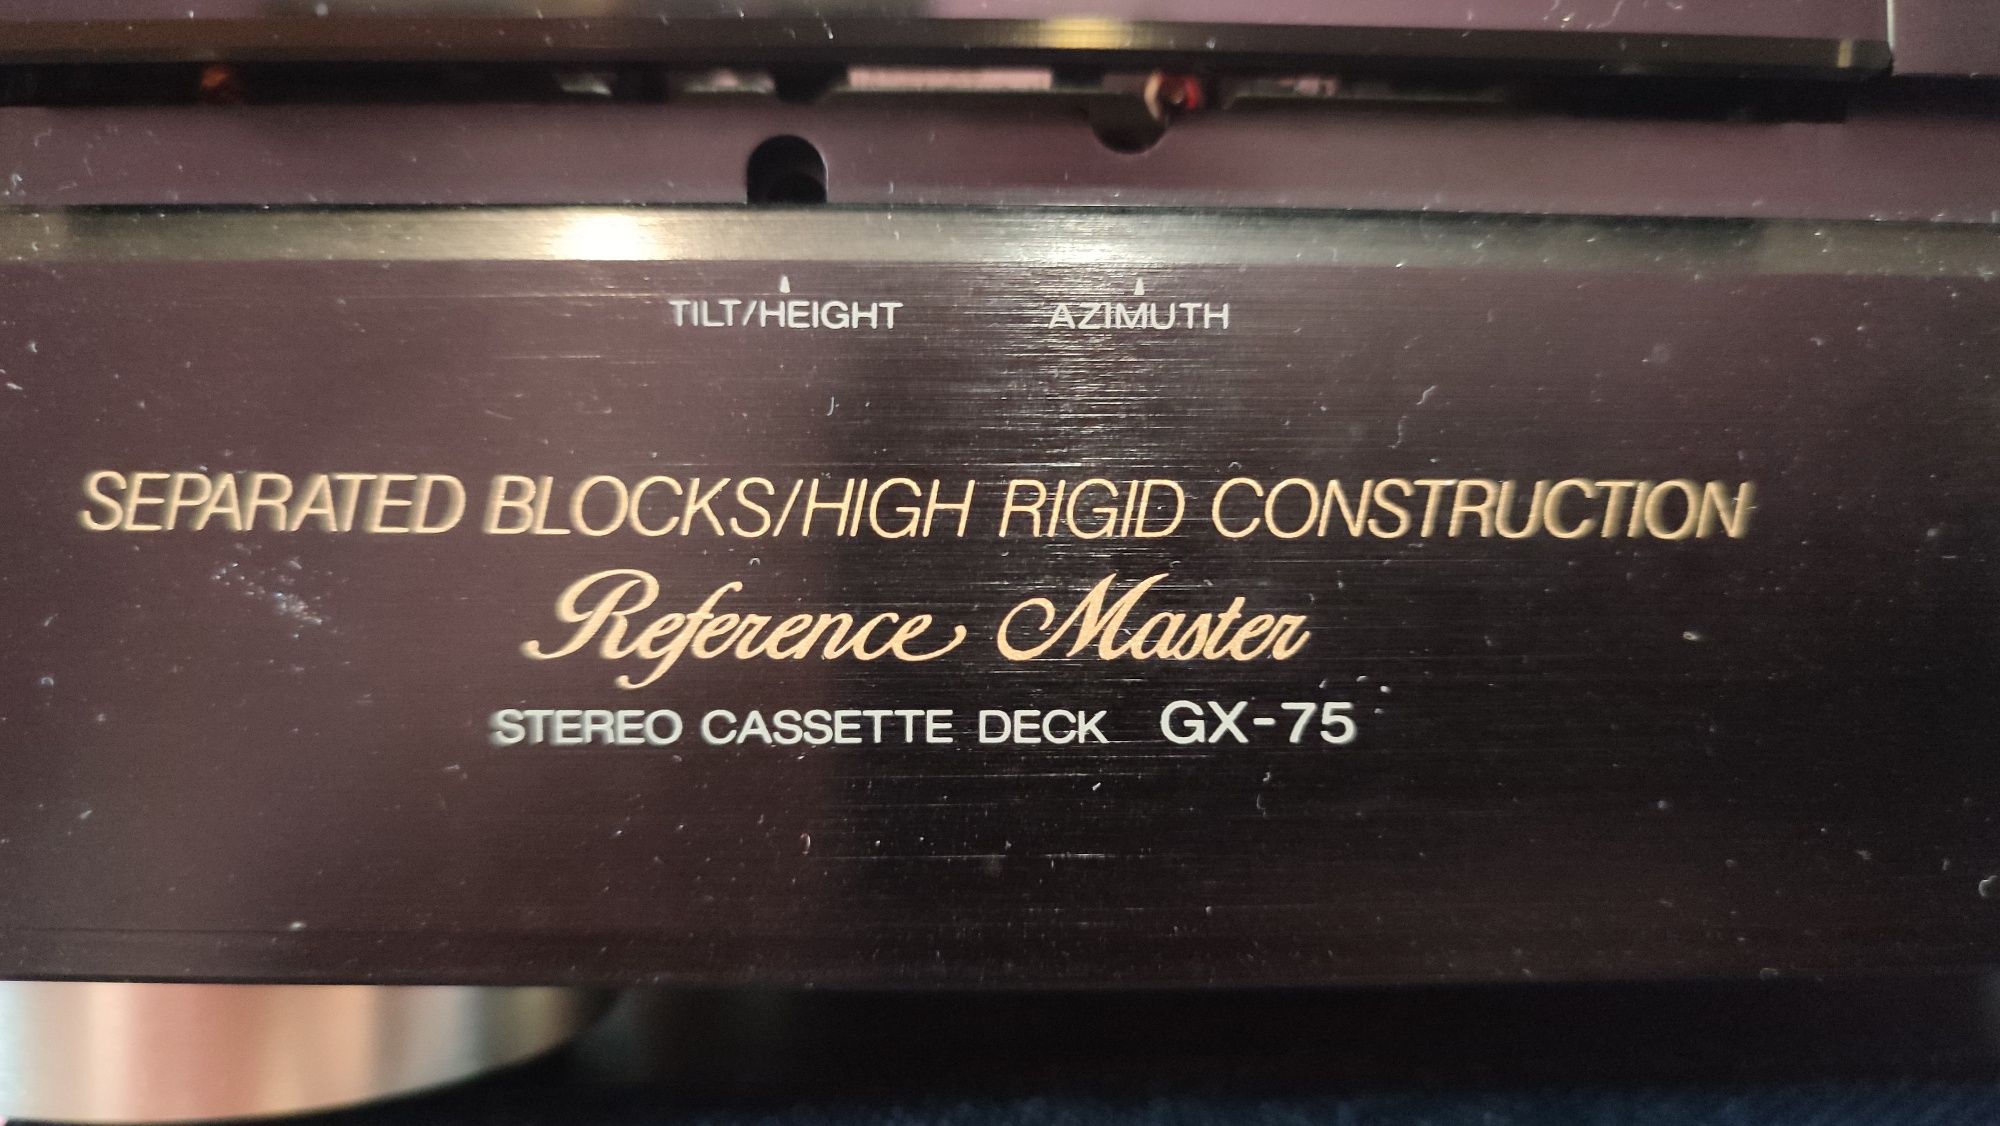 TILT/HEIGHT AZIMUTH
SEPARATED BLOCKS/HIGH RIGID CONSTRUCTION
Reference Master
STEREO CASSETTE DECK GX-75